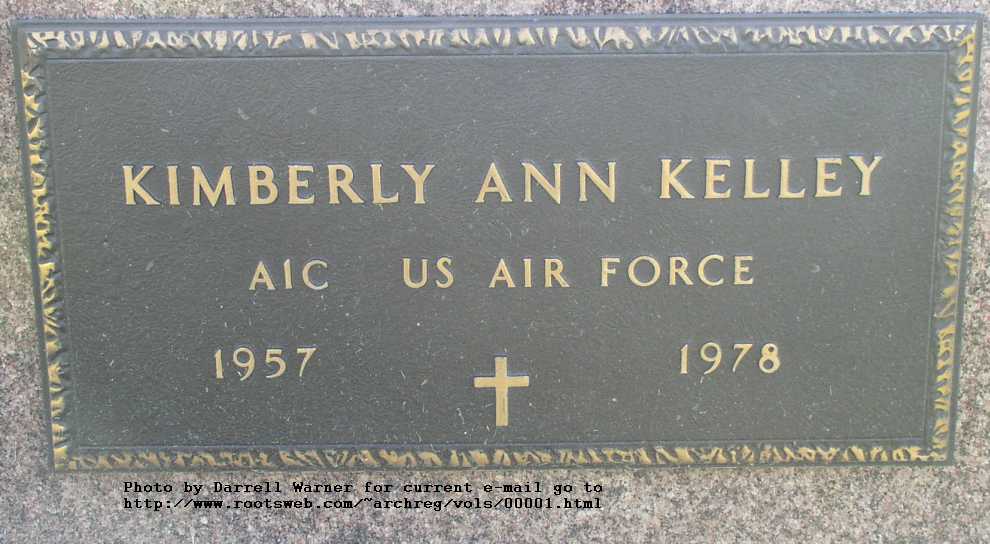 KIMBERLY ANN KELLEY
A1C US AIR FORCE
1957 1978
Photo by Darrell Warner for current e-mail go to
http://www.rootsweb.com/~archreg/vols/00001.html